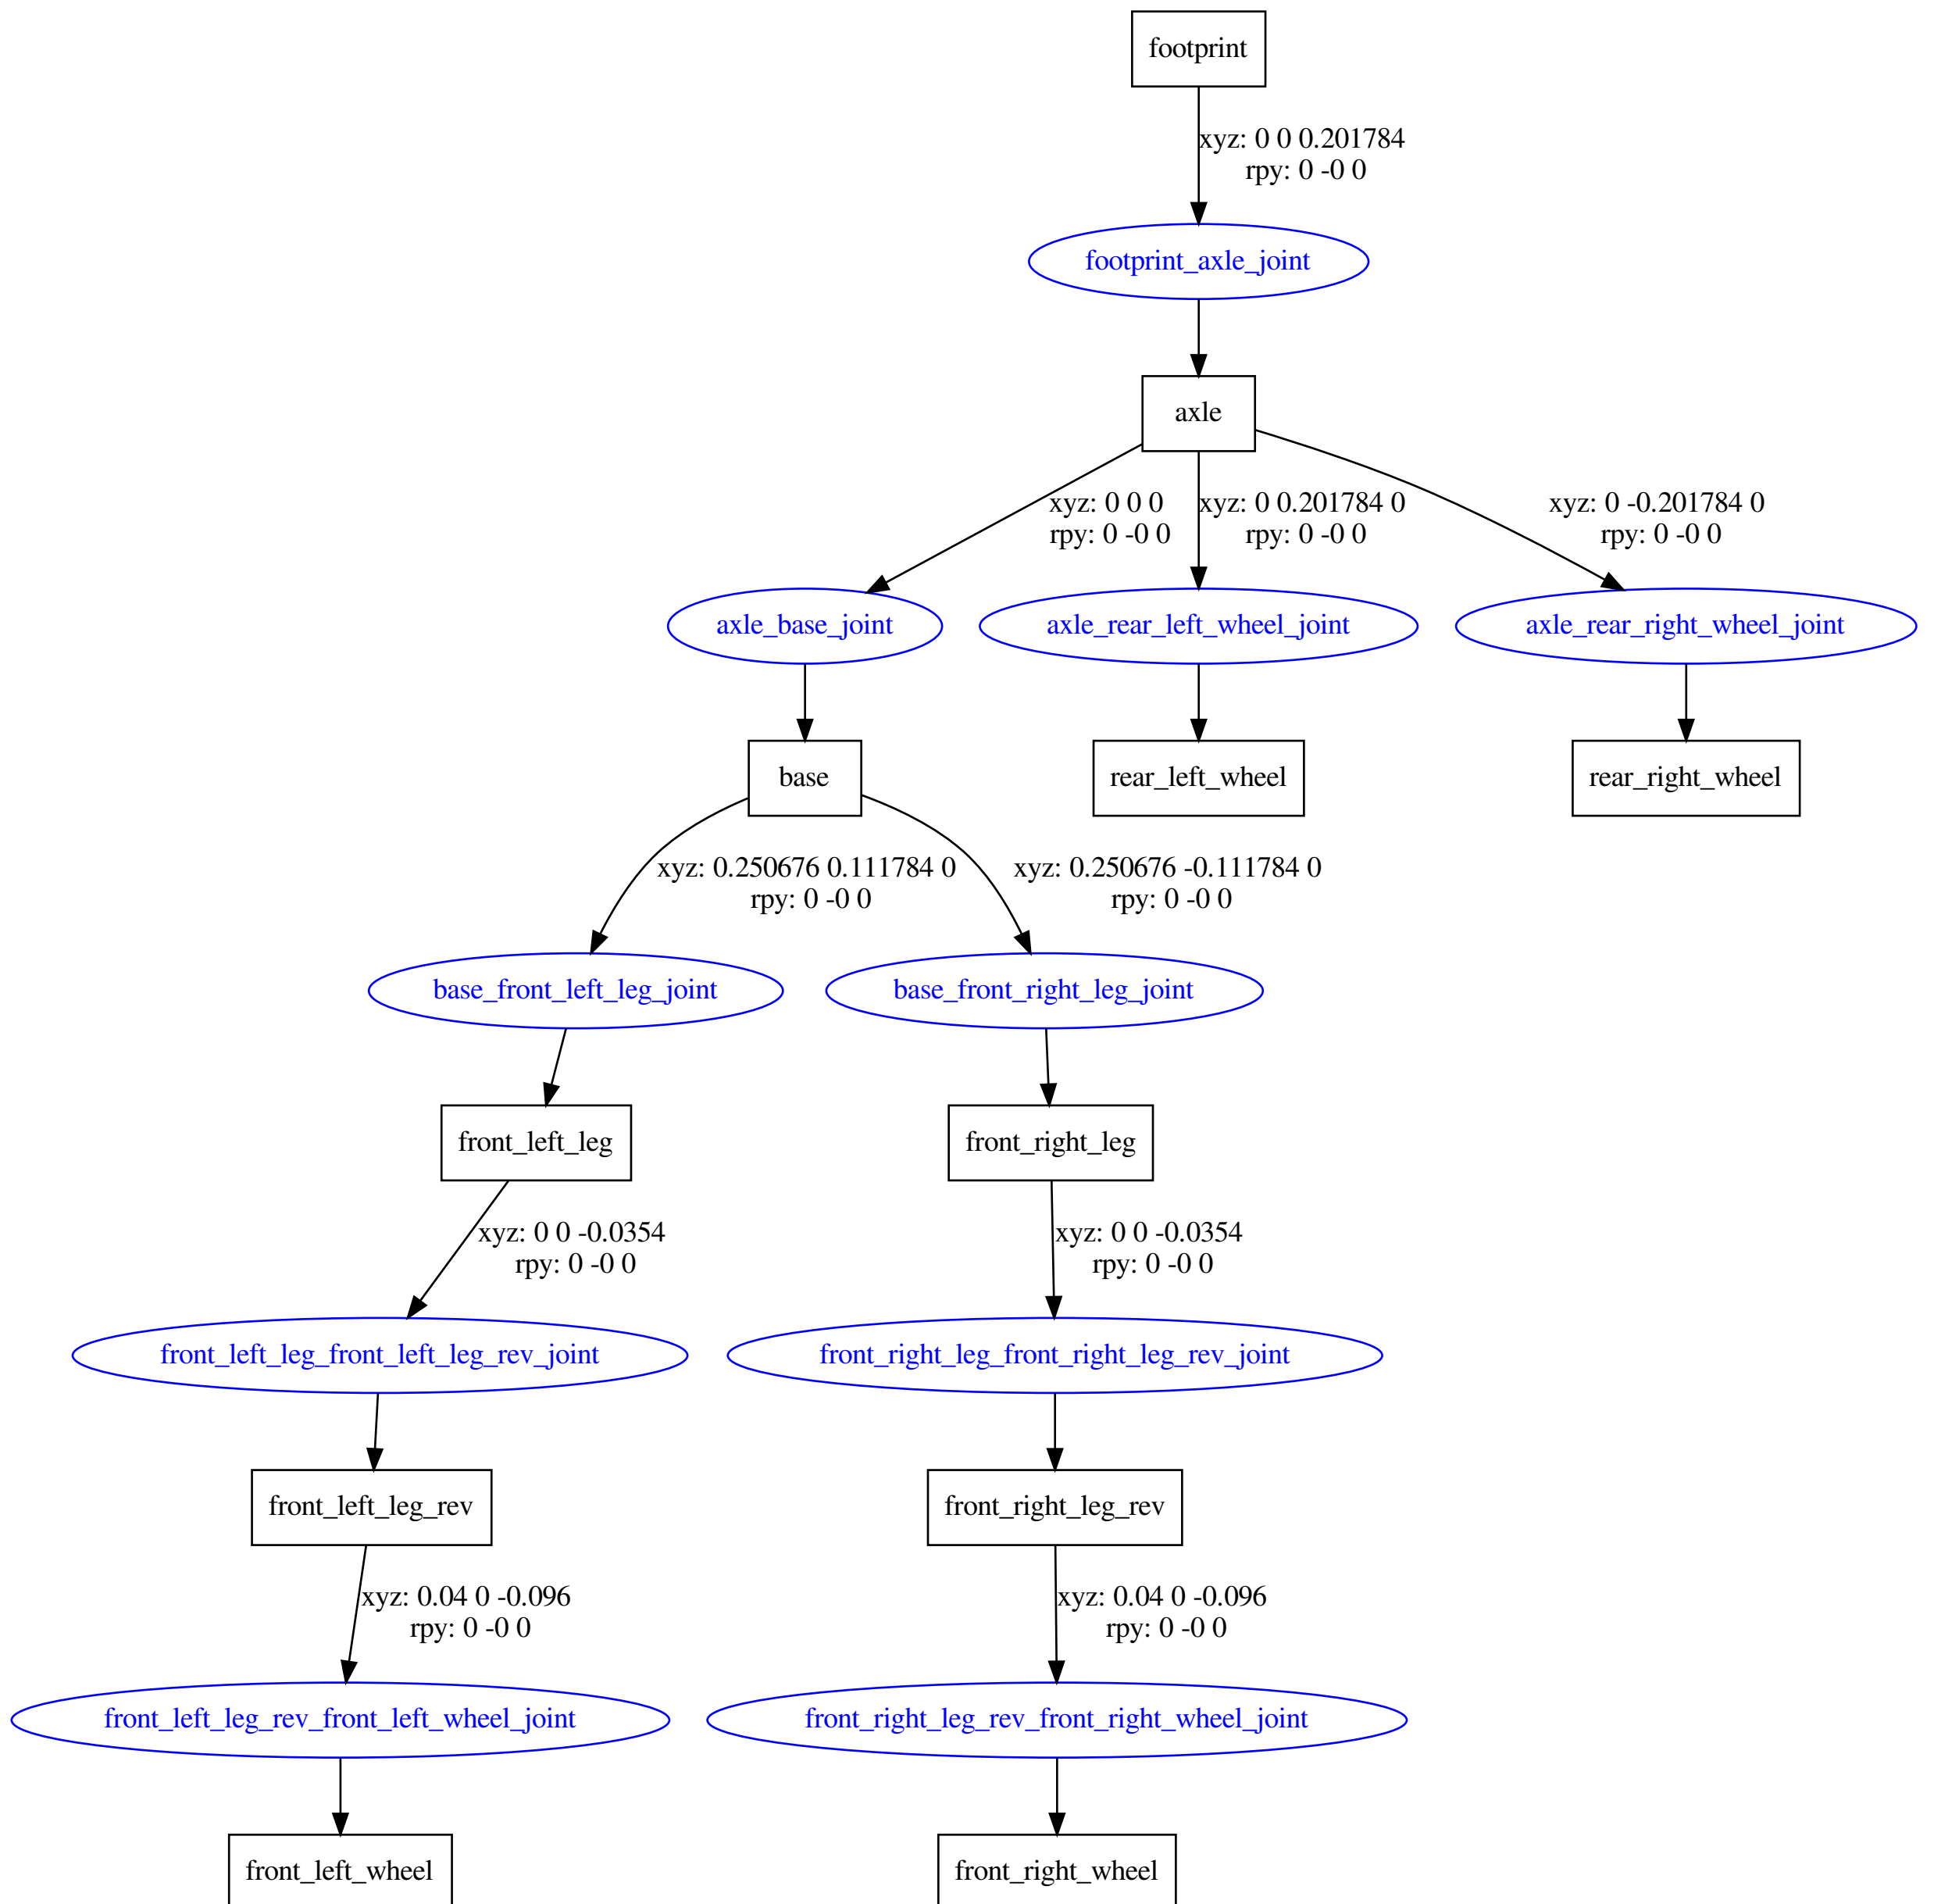 footprint
xyz: 0 0 0.201784
rpy: 0 -0 0
footprint_axle_joint
axle
xyz: 0 0 0
rpy: 0 -0 0
xyz: 0 0.201784 0
rpy: 0 -0 0
xyz: 0 -0.201784 0
rpy: 0 -0 0
axle_base_joint
axle_rear_left_wheel_joint
axle_rear_right_wheel_joint
base
rear_left_wheel
rear_right_wheel
xyz: 0.250676 0.111784 0
rpy: 0 -0 0
xyz: 0.250676 -0.111784 0
rpy: 0 -0 0
base_front_left_leg_joint
base_front_right_leg_joint
front_left_leg
front_right_leg
xyz: 0 0 -0.0354
rpy: 0 -0 0
xyz: 0 0 -0.0354
rpy: 0 -0 0
front_left_leg_front_left_leg_rev_joint
front_right_leg_front_right_leg_rev_joint
front_left_leg_rev
front_right_leg_rev
xyz: 0.04 0 -0.096
rpy: 0 -0 0
xyz: 0.04 0 -0.096
rpy: 0 -0 0
front_left_leg_rev_front_left_wheel_joint
front_right_leg_rev_front_right_wheel_joint
front_left_wheel
front_right_wheel